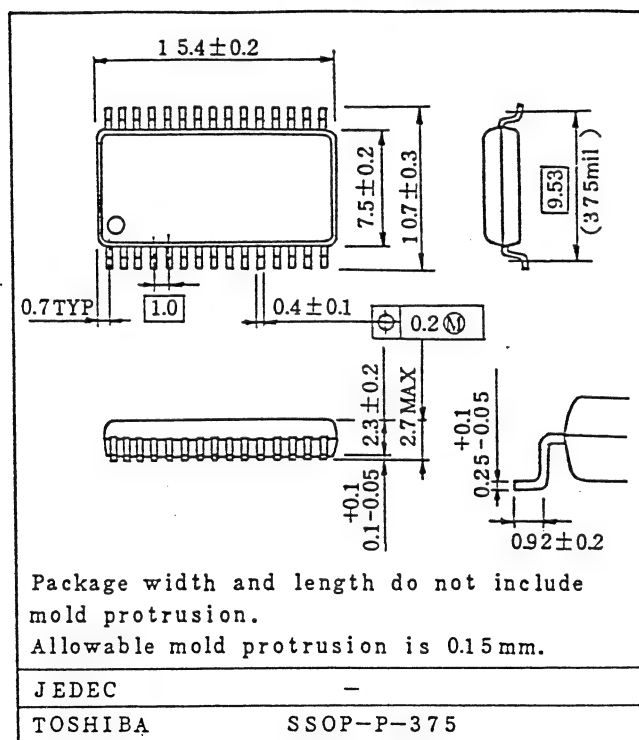 15.4±0.2
7.5±0.2
10.7±0.3
9.53
(375mil)
0.7TYP
1.0
0.4±0.1
0.2Ⓜ
2.3±0.2
2.7MAX
+0.1
0.1-0.05
+0.1
0.25-0.05
0.92±0.2
Package width and length do not include
mold protrusion.
Allowable mold protrusion is 0.15mm.
JEDEC –
TOSHIBA SSOP-P-375